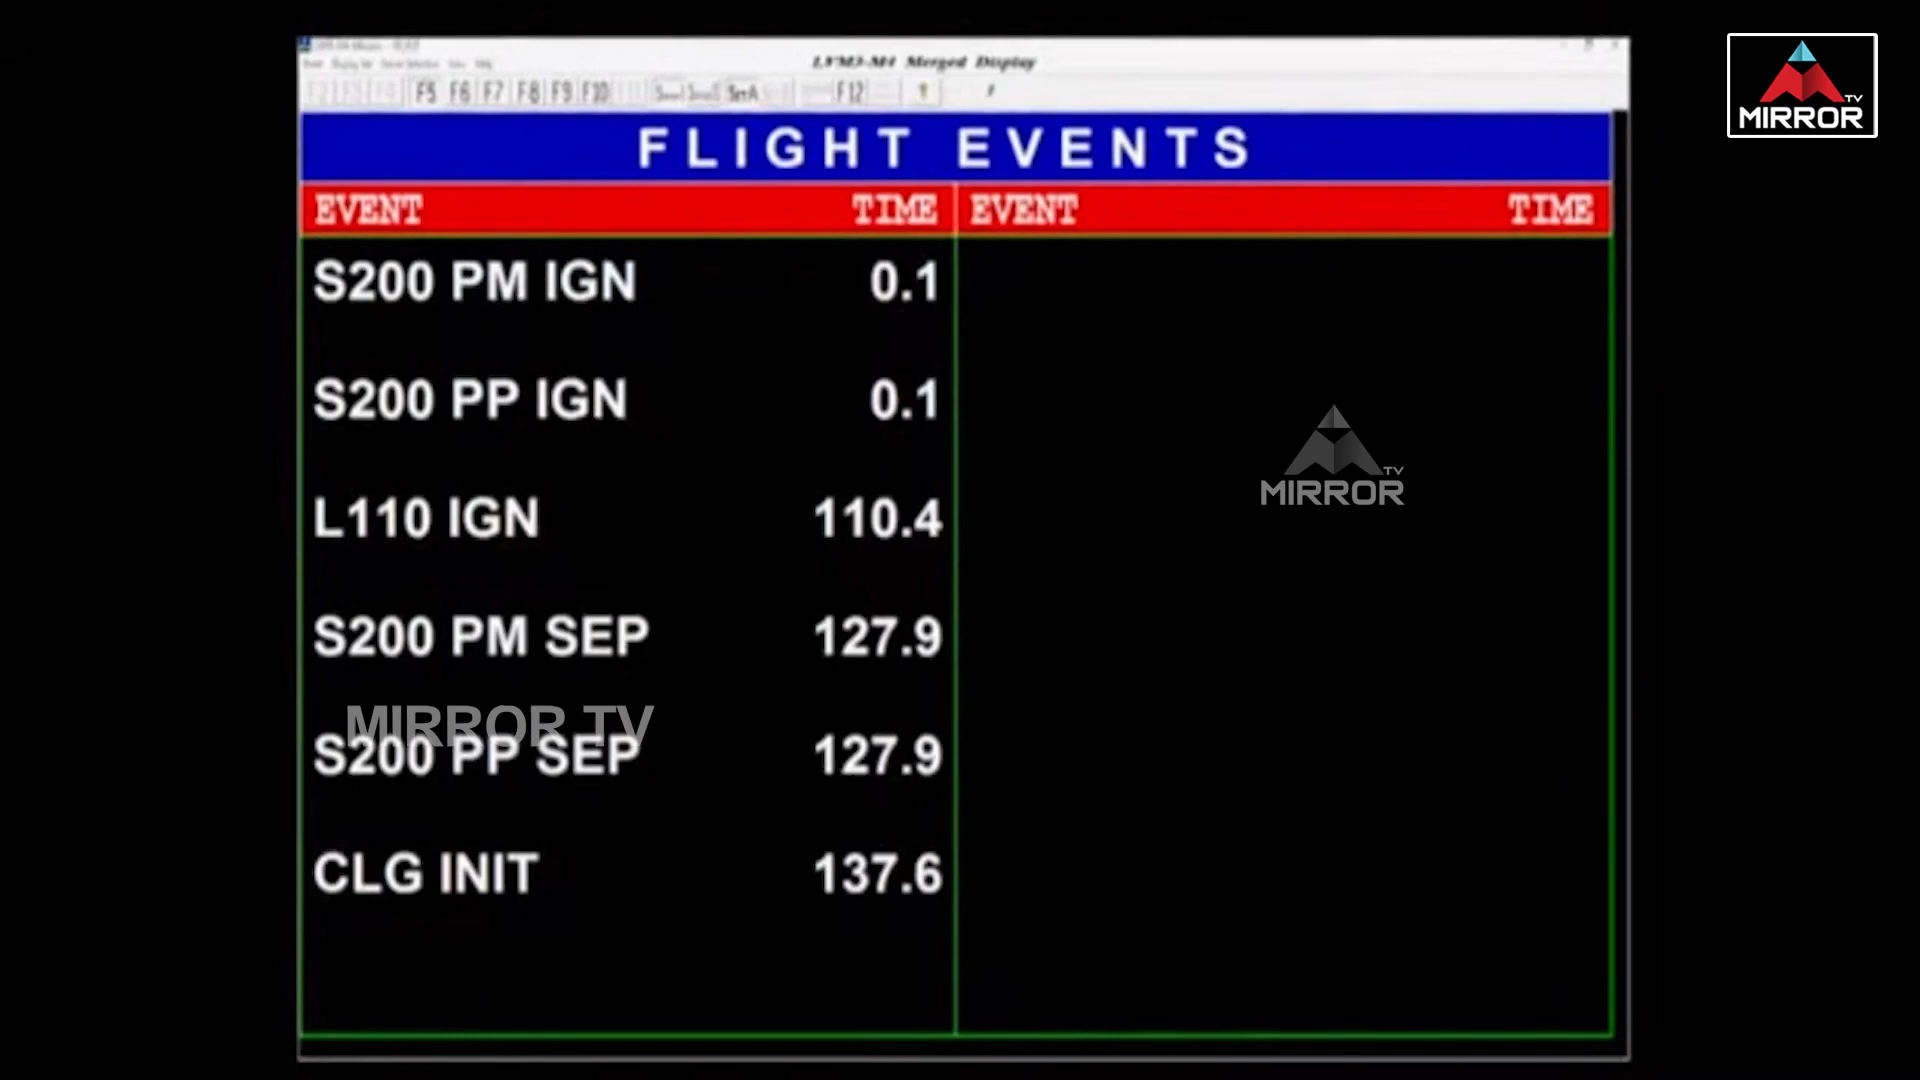 LVM3-M4 Merged Display
F5 F6 F7 F8 F9 F10 F12
FLIGHT EVENTS
EVENT TIME EVENT TIME
S200 PM IGN 0.1
S200 PP IGN 0.1
L110 IGN 110.4
S200 PM SEP 127.9
S200 PP SEP 127.9
CLG INIT 137.6
MIRROR TV
MIRROR TV
MIRROR TV